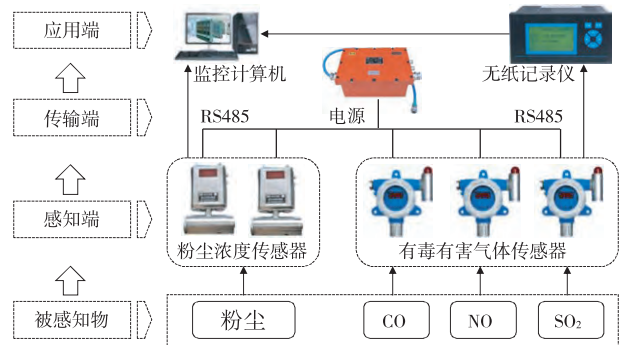 应用端
监控计算机
无纸记录仪
传输端
RS485
电源
RS485
感知端
粉尘浓度传感器
有毒有害气体传感器
被感知物
粉尘
CO
NO
SO₂